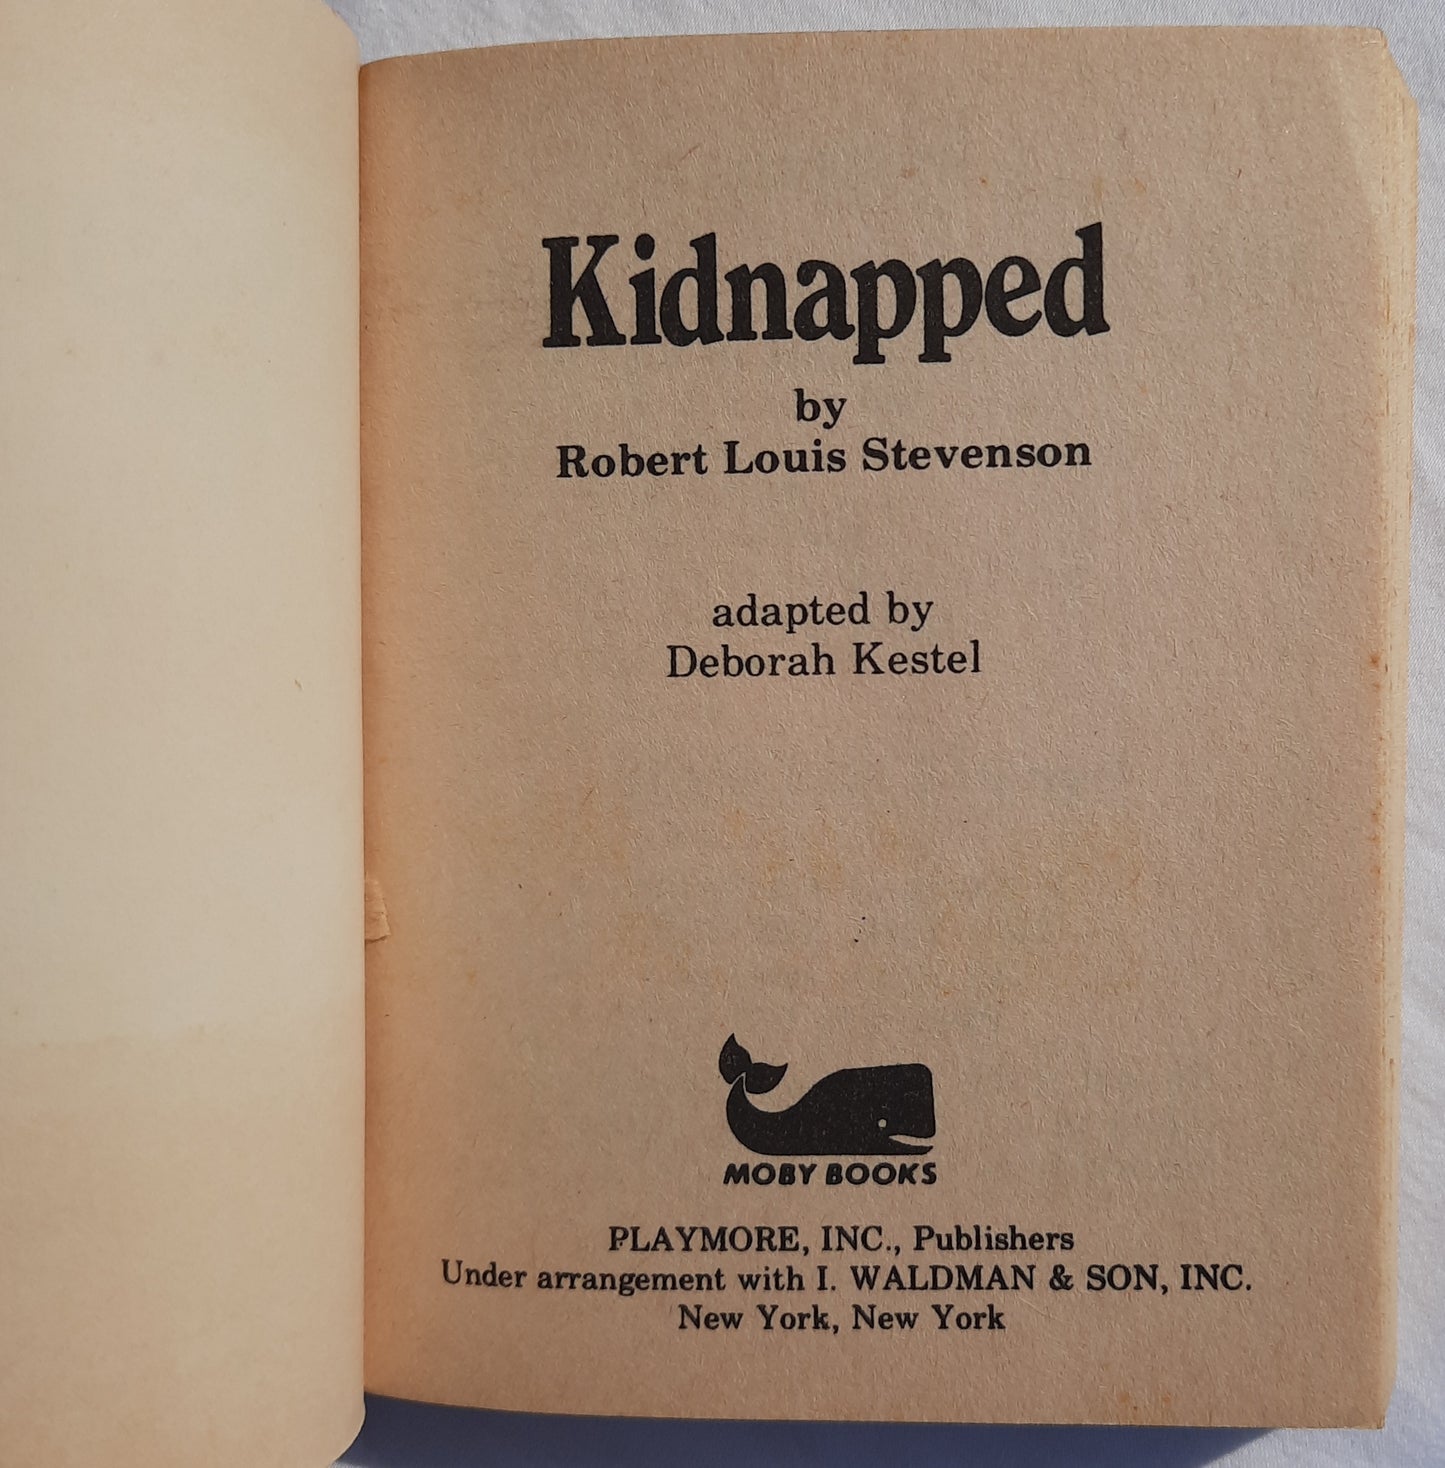 Kidnapped
by
Robert Louis Stevenson
adapted by
Deborah Kestel
MOBY BOOKS
PLAYMORE, INC., Publishers
Under arrangement with I. WALDMAN & SON, INC.
New York, New York